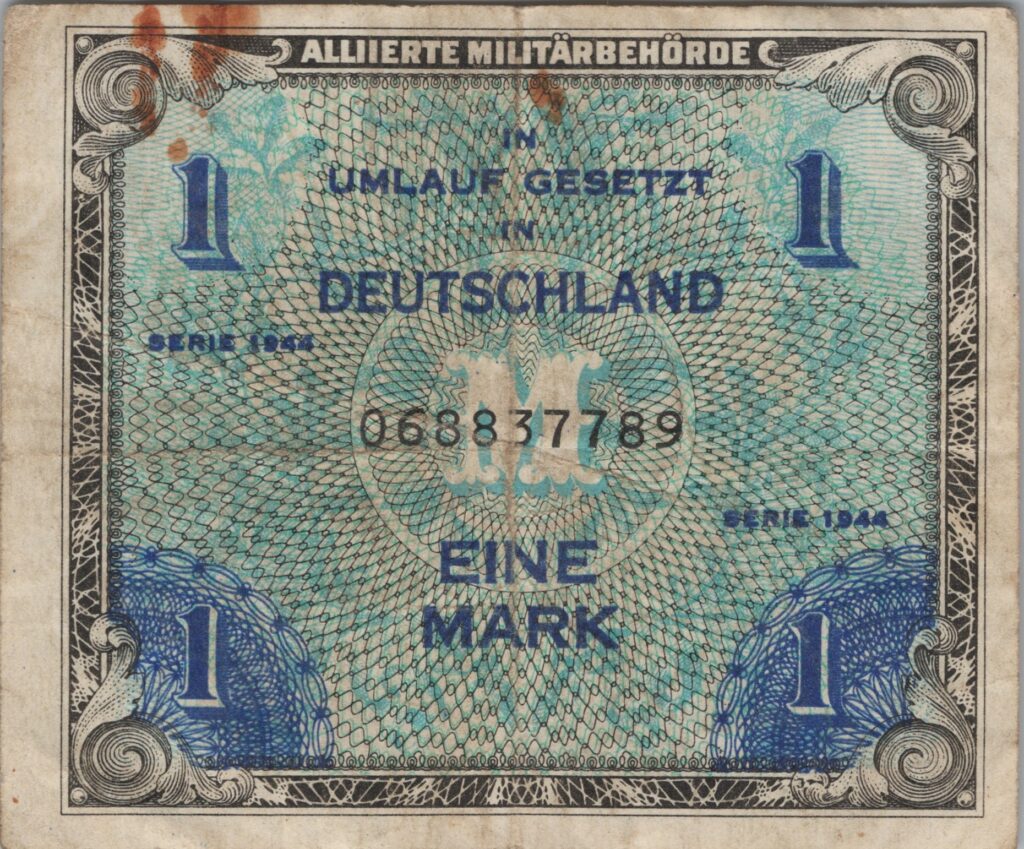 ALLIIERTE MILITÄRBEHÖRDE
IN
UMLAUF GESETZT
IN
DEUTSCHLAND
1
1
SERIE 1944
M
068837789
SERIE 1944
EINE
MARK
1
1